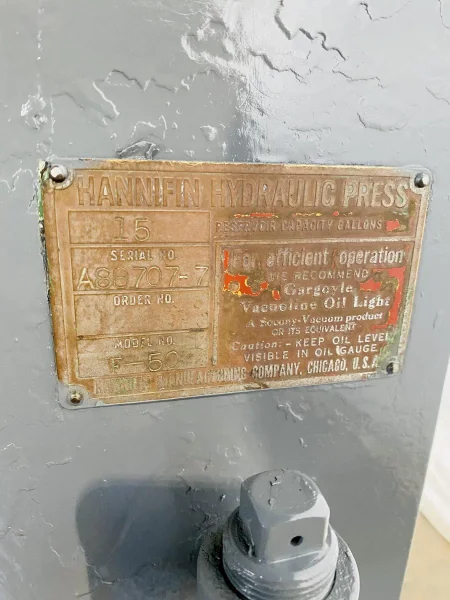 HANNIFIN HYDRAULIC PRESS
15 RESERVOIR CAPACITY GALLONS
SERIAL NO
A88707-7
ORDER NO.
MODEL NO.
F-50
For efficient operation
WE RECOMMEND
Gargoyle
Vacuoline Oil Light
A Socony-Vacuum product
OR ITS EQUIVALENT
Caution: - KEEP OIL LEVEL
VISIBLE IN OIL GAUGE
MANUFACTURING COMPANY, CHICAGO, U.S.A.